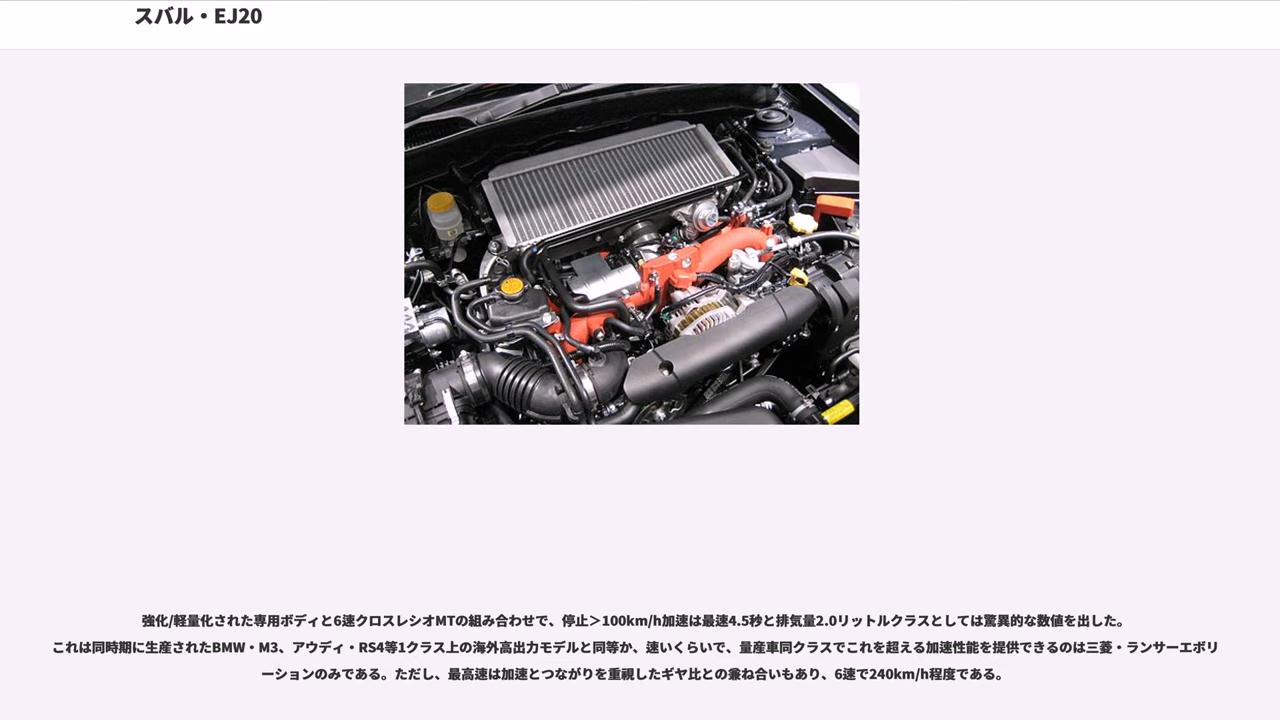 スバル・EJ20
強化/軽量化された専用ボディと6速クロスレシオMTの組み合わせで、停止＞100km/h加速は最速4.5秒と排気量2.0リットルクラスとしては驚異的な数値を出した。
これは同時期に生産されたBMW・M3、アウディ・RS4等1クラス上の海外高出力モデルと同等か、速いくらいで、量産車同クラスでこれを超える加速性能を提供できるのは三菱・ランサーエボリ
ーションのみである。ただし、最高速は加速とつながりを重視したギヤ比との兼ね合いもあり、6速で240km/h程度である。